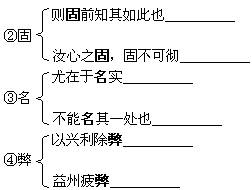 则固前知其如此也
②固
汝心之固，固不可彻
尤在于名实
③名
不能名其一处也
以兴利除弊
④弊
益州疲弊